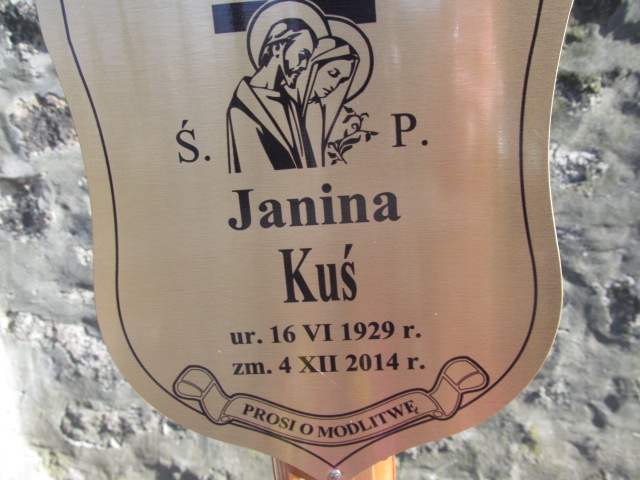 Ś. P.
Janina
Kuś
ur. 16 VI 1929 r.
zm. 4 XII 2014 r.
PROSI O MODLITWĘ